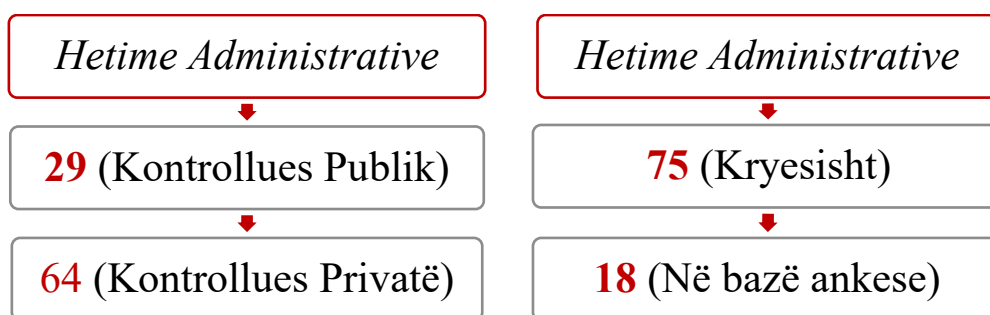 Hetime Administrative
29 (Kontrollues Publik)
64 (Kontrollues Privatë)
Hetime Administrative
75 (Kryesisht)
18 (Në bazë ankese)